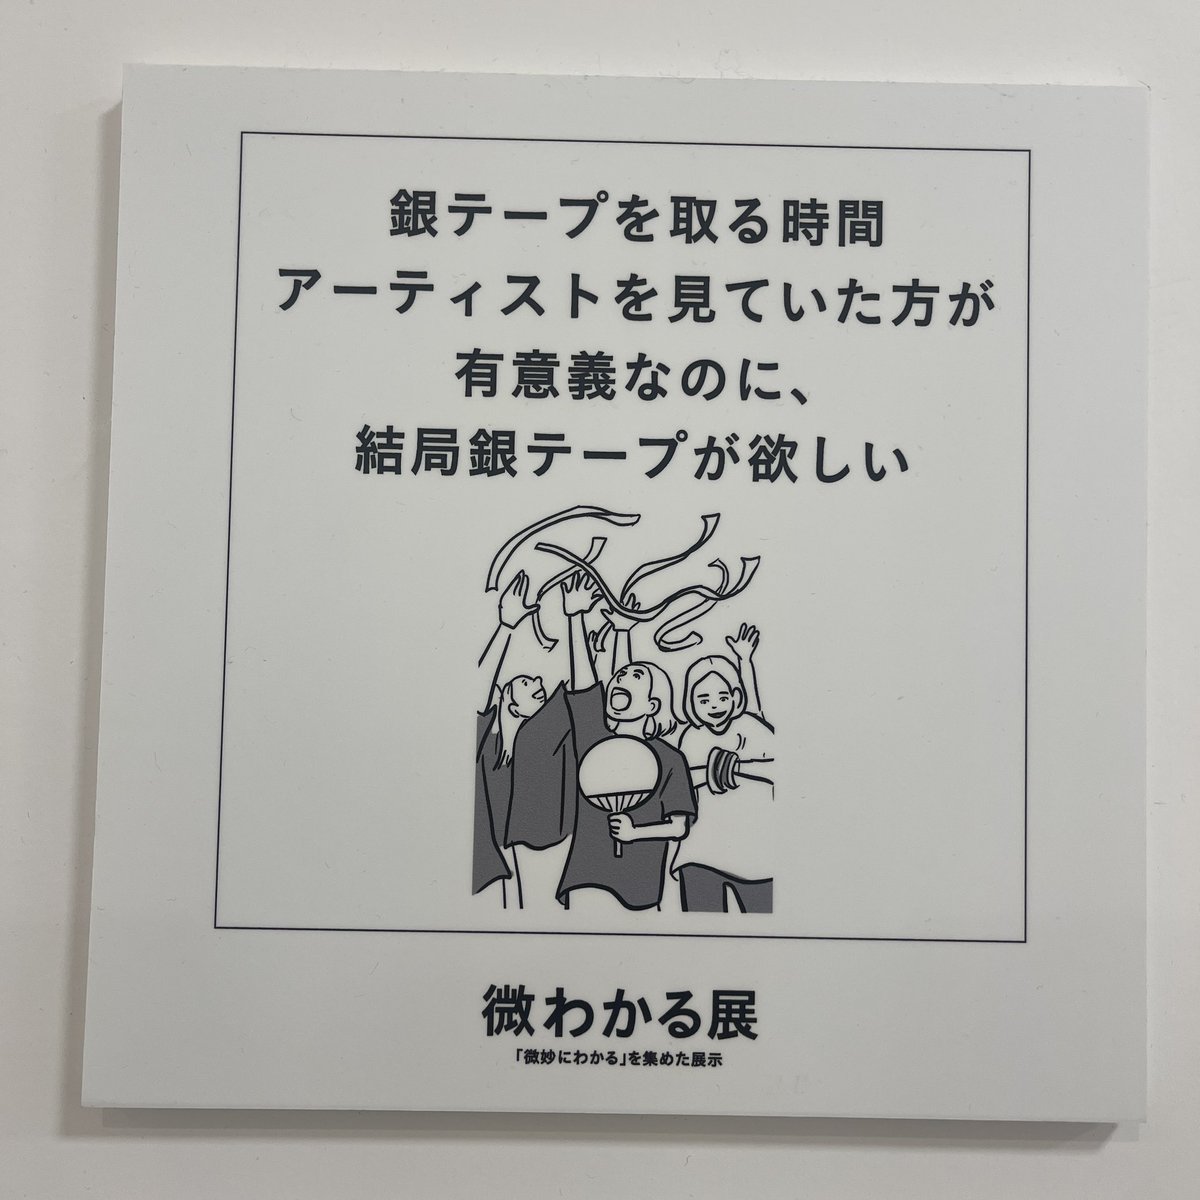 銀テープを取る時間
アーティストを見ていた方が
有意義なのに、
結局銀テープが欲しい
微わかる展
「微妙にわかる」を集めた展示